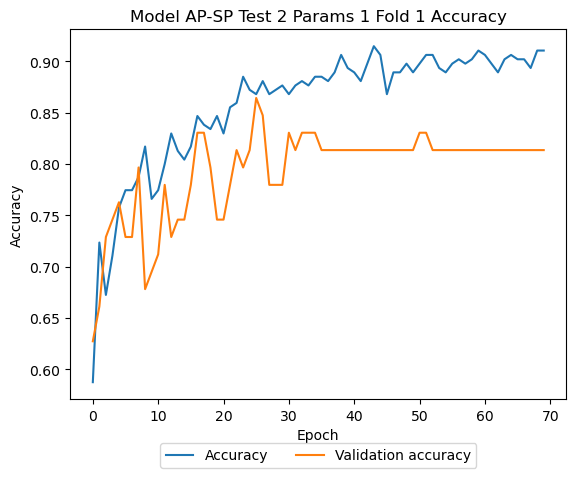 Model AP-SP Test 2 Params 1 Fold 1 Accuracy
0.90
0.85
0.80
0.75
0.70
0.65
0.60
Accuracy
0 10 20 30 40 50 60 70
Epoch
Accuracy Validation accuracy